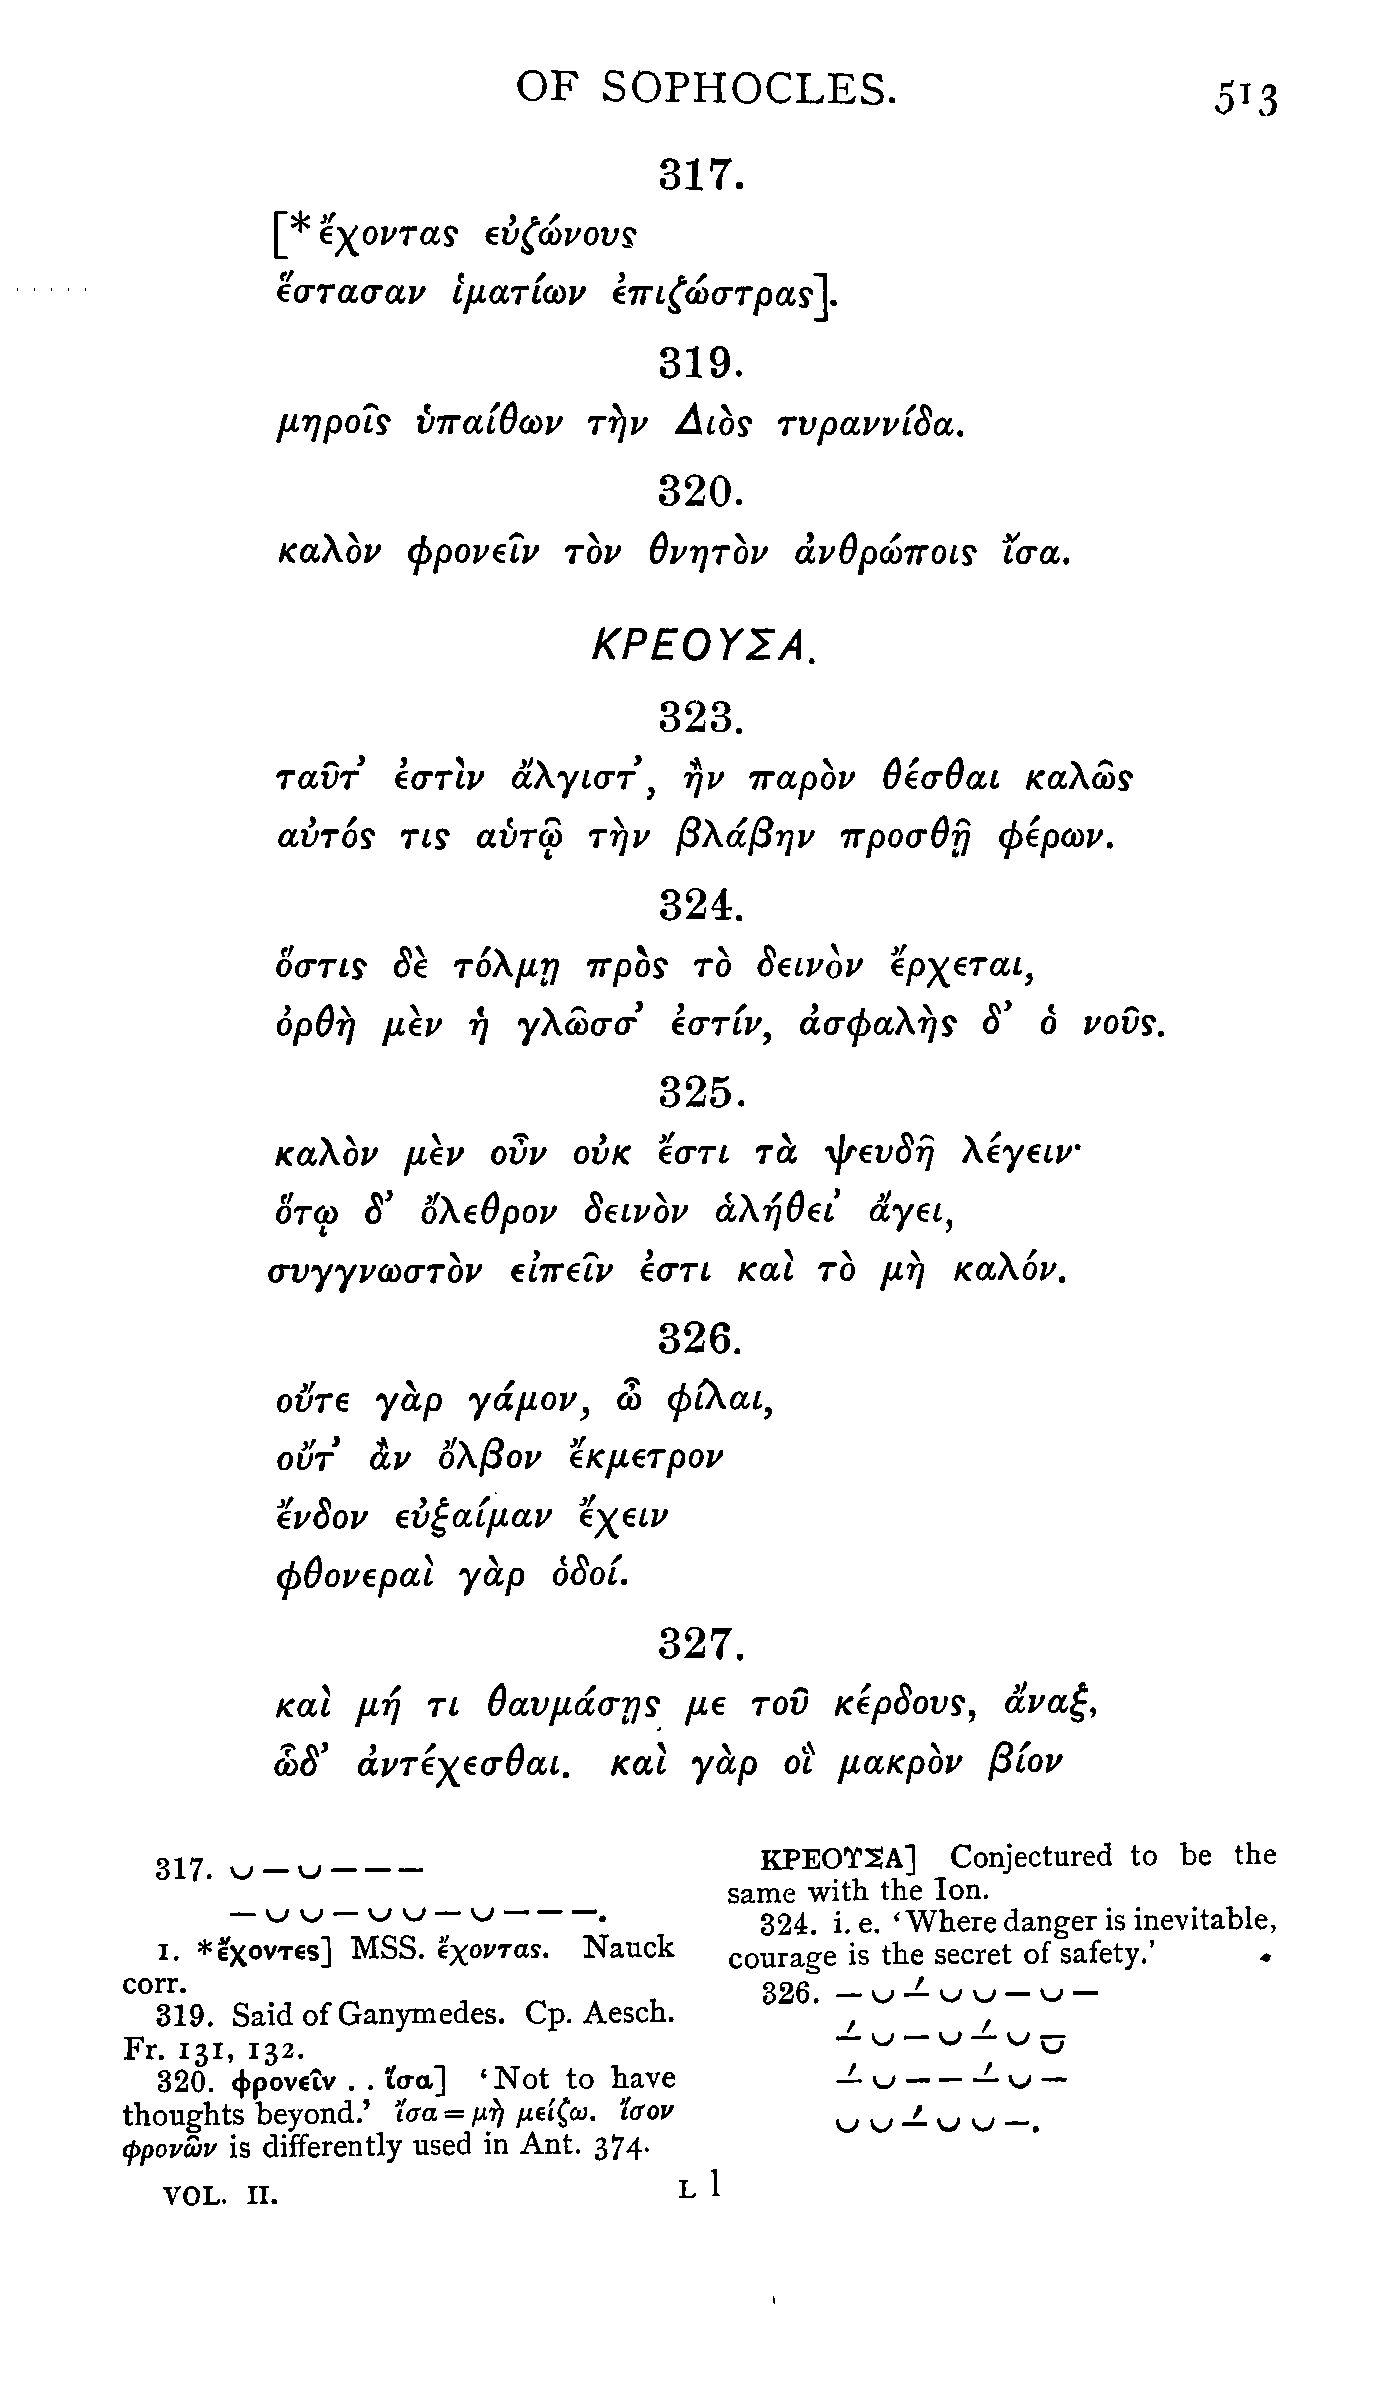 OF SOPHOCLES.
513
317.
[*ἔχοντας εὐζώνους
ἕστασαν ἱματίων ἐπιζώστρας].
319.
μηροῖς ὑπαίθων τὴν Διὸς τυραννίδα.
320.
καλὸν φρονεῖν τὸν θνητὸν ἀνθρώποις ἴσα.
ΚΡΕΟΥΣΑ.
323.
ταῦτ’ ἐστὶν ἄλγιστ’, ἢν παρὸν θέσθαι καλῶς
αὐτός τις αὑτῷ τὴν βλάβην προσθῇ φέρων.
324.
ὅστις δὲ τόλμῃ πρὸς τὸ δεινὸν ἔρχεται,
ὀρθὴ μὲν ἡ γλῶσσ’ ἐστίν, ἀσφαλὴς δ’ ὁ νοῦς.
325.
καλὸν μὲν οὖν οὐκ ἔστι τὰ ψευδῆ λέγειν·
ὅτῳ δ’ ὄλεθρον δεινὸν ἁλήθει’ ἄγει,
συγγνωστὸν εἰπεῖν ἐστι καὶ τὸ μὴ καλόν.
326.
οὔτε γὰρ γάμον, ὦ φίλαι,
οὔτ’ ἂν ὄλβον ἔκμετρον
ἔνδον εὐξαίμαν ἔχειν
φθονεραὶ γὰρ ὁδοί.
327.
καὶ μή τι θαυμάσῃς με τοῦ κέρδους, ἄναξ,
ὧδ’ ἀντέχεσθαι. καὶ γὰρ οἳ μακρὸν βίον
317. ⏑ – ⏑ – – –
– ⏑ ⏑ – ⏑ ⏑ – ⏑ – – –.
1. *ἔχοντες] MSS. ἔχοντας. Nauck
corr.
319. Said of Ganymedes. Cp. Aesch.
Fr. 131, 132.
320. φρονεῖν . . ἴσα] ‘Not to have
thoughts beyond.’ ἴσα = μὴ μείζω. ἴσον
φρονῶν is differently used in Ant. 374.
ΚΡΕΟΥΣΑ] Conjectured to be the
same with the Ion.
324. i. e. ‘Where danger is inevitable,
courage is the secret of safety.’
326. – ⏑ –́ ⏑ ⏑ – ⏑ –
–́ ⏑ – ⏑ –́ ⏑ ⏓
–́ ⏑ – – –́ ⏑ –
⏑ ⏑ –́ ⏑ ⏑ –.
VOL. II.
L l